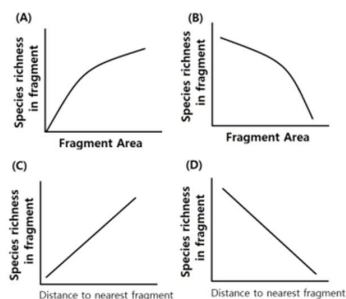 (A)
Species richness
in fragment
Fragment Area
(B)
Species richness
in fragment
Fragment Area
(C)
Species richness
in fragment
Distance to nearest fragment
(D)
Species richness
in fragment
Distance to nearest fragment